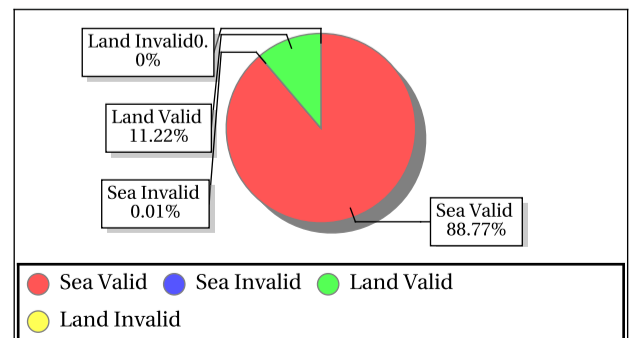 Land Invalid0.
0%
Land Valid
11.22%
Sea Invalid
0.01%
Sea Valid
88.77%
Sea Valid Sea Invalid Land Valid
Land Invalid